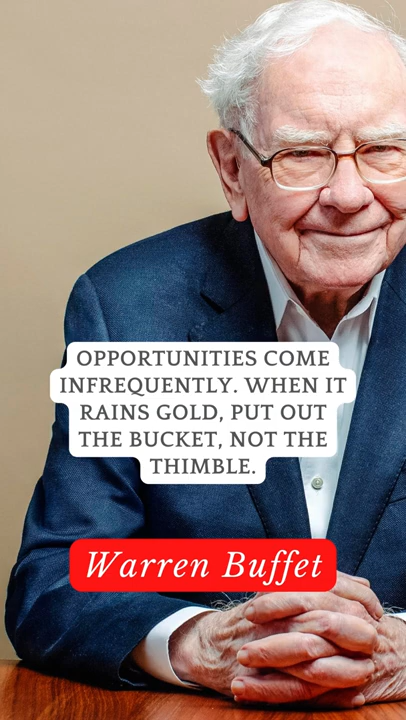 OPPORTUNITIES COME
INFREQUENTLY. WHEN IT
RAINS GOLD, PUT OUT
THE BUCKET, NOT THE
THIMBLE.
Warren Buffet